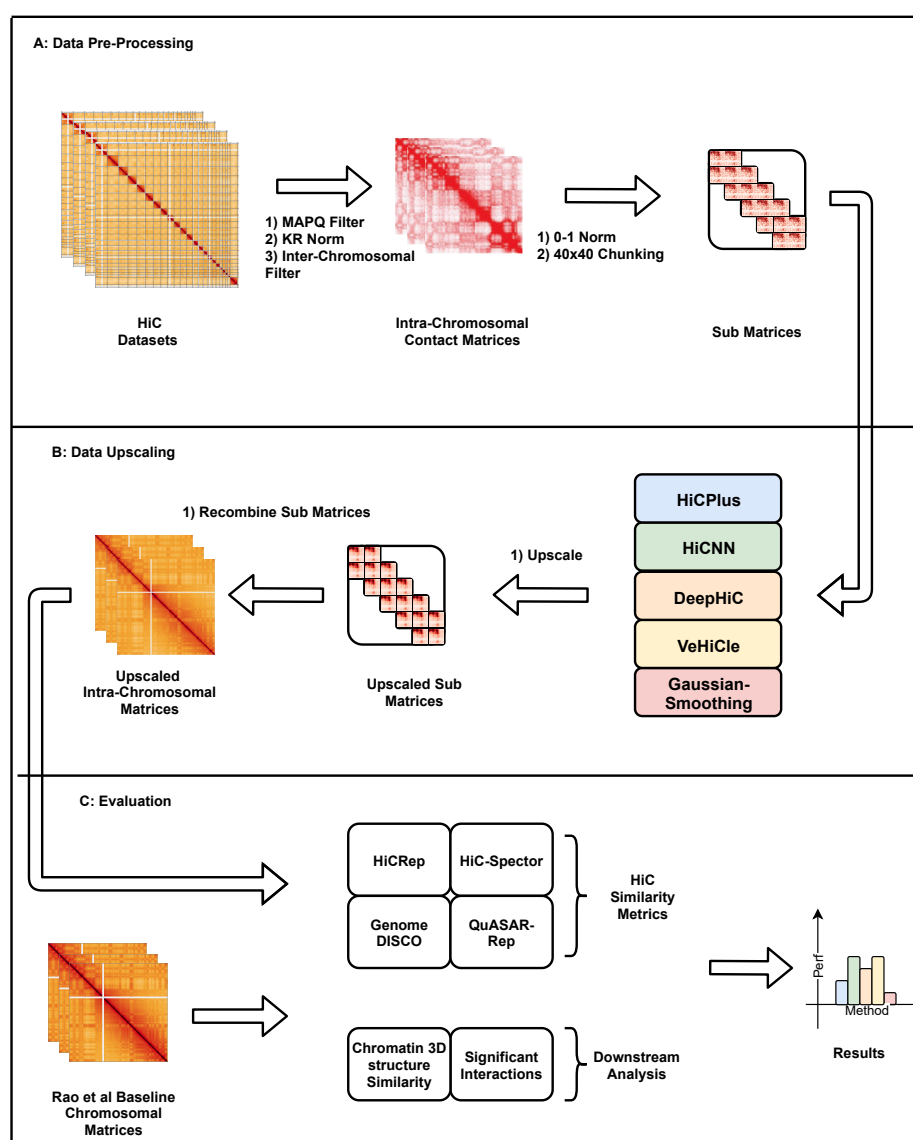 A: Data Pre-Processing
1) MAPQ Filter
2) KR Norm
3) Inter-Chromosomal
Filter
1) 0-1 Norm
2) 40x40 Chunking
HiC
Datasets
Intra-Chromosomal
Contact Matrices
Sub Matrices
B: Data Upscaling
HiCPlus
HiCNN
DeepHiC
VeHiCle
Gaussian-
Smoothing
1) Upscale
1) Recombine Sub Matrices
Upscaled Sub
Matrices
Upscaled
Intra-Chromosomal
Matrices
C: Evaluation
HiCRep
HiC-Spector
Genome
DISCO
QuASAR-
Rep
HiC
Similarity
Metrics
Chromatin 3D
structure
Similarity
Significant
Interactions
Downstream
Analysis
Rao et al Baseline
Chromosomal
Matrices
Perf
Method
Results